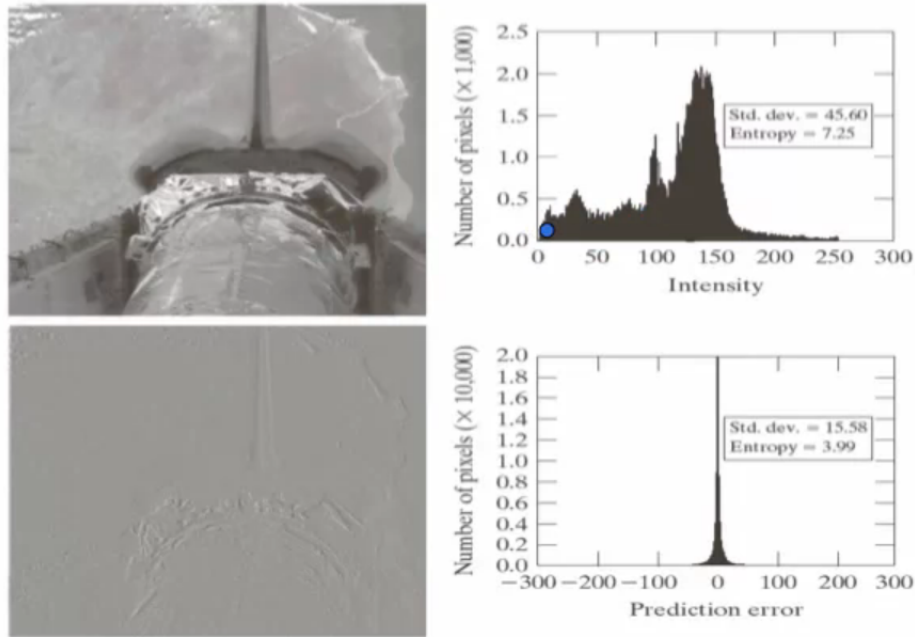 Number of pixels (× 1,000)
2.5
2.0
1.5
1.0
0.5
0.0
Std. dev. = 45.60
Entropy = 7.25
0 50 100 150 200 250 300
Intensity
Number of pixels (× 10,000)
2.0
1.8
1.6
1.4
1.2
1.0
0.8
0.6
0.4
0.2
0.0
Std. dev. = 15.58
Entropy = 3.99
−300 −200 −100 0 100 200 300
Prediction error